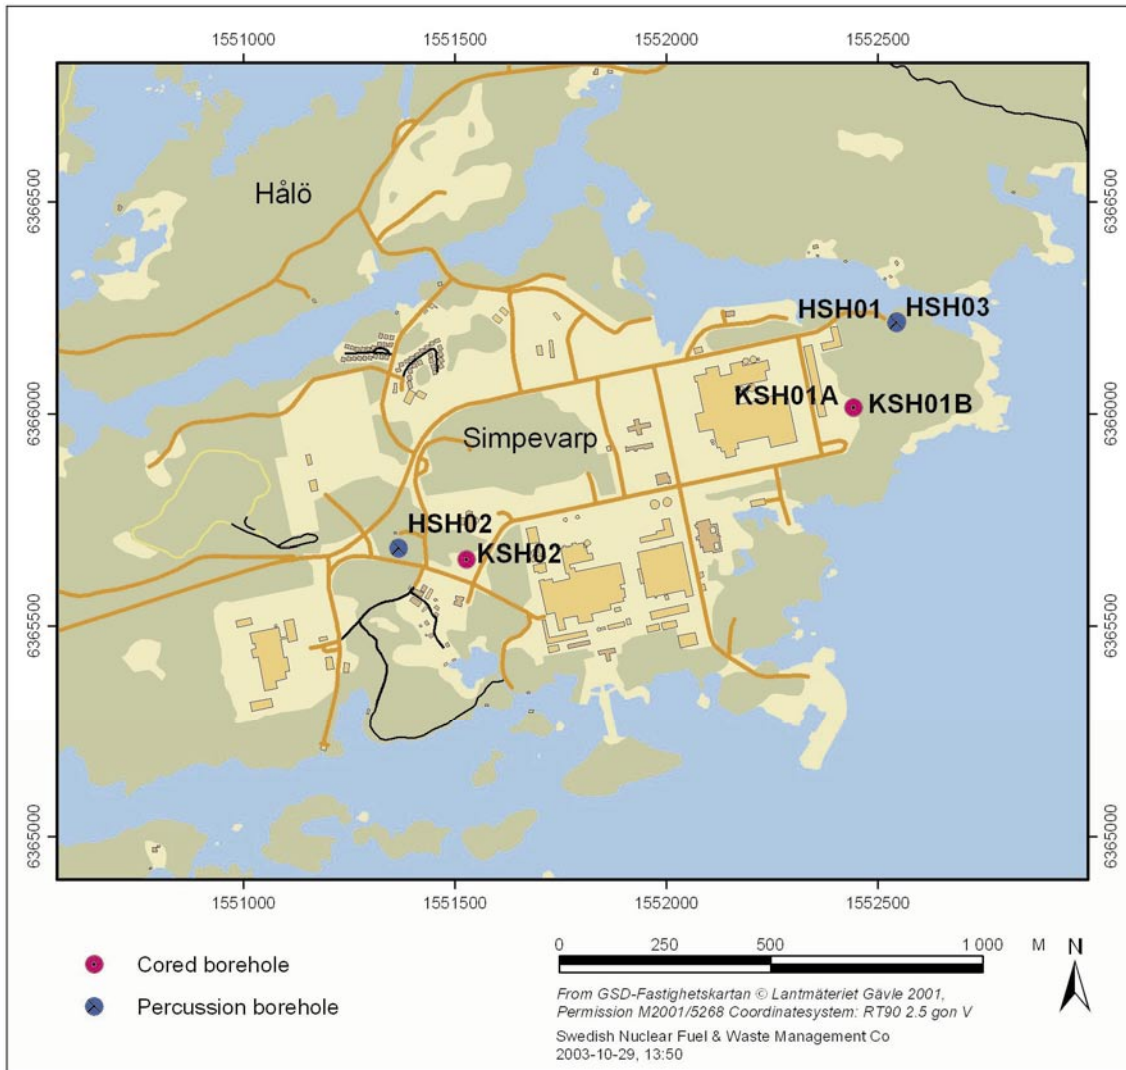 1551000 1551500 1552000 1552500
6366500 6366500
Hålö
HSH01 HSH03
KSH01A KSH01B
6366000 6366000
Simpevarp
HSH02
KSH02
6365500 6365500
6365000 6365000
1551000 1551500 1552000 1552500
0 250 500 1 000 M N
Cored borehole
Percussion borehole
From GSD-Fastighetskartan © Lantmäteriet Gävle 2001,
Permission M2001/5268 Coordinatesystem: RT90 2.5 gon V
Swedish Nuclear Fuel & Waste Management Co
2003-10-29, 13:50